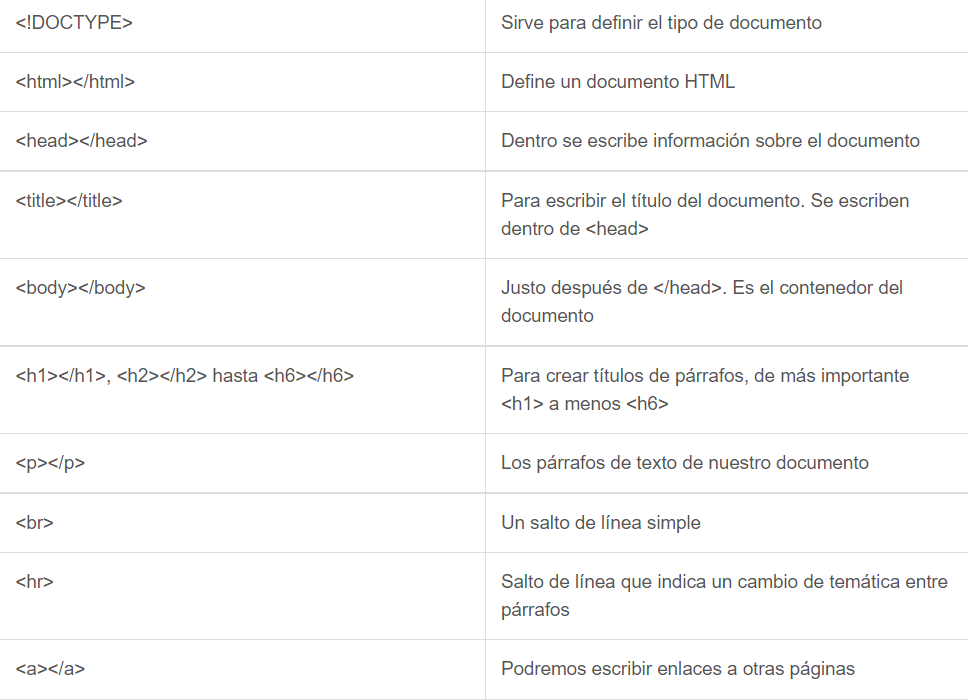 <!DOCTYPE>
Sirve para definir el tipo de documento
<html></html>
Define un documento HTML
<head></head>
Dentro se escribe información sobre el documento
<title></title>
Para escribir el título del documento. Se escriben
dentro de <head>
<body></body>
Justo después de </head>. Es el contenedor del
documento
<h1></h1>, <h2></h2> hasta <h6></h6>
Para crear títulos de párrafos, de más importante
<h1> a menos <h6>
<p></p>
Los párrafos de texto de nuestro documento
<br>
Un salto de línea simple
<hr>
Salto de línea que indica un cambio de temática entre
párrafos
<a></a>
Podremos escribir enlaces a otras páginas